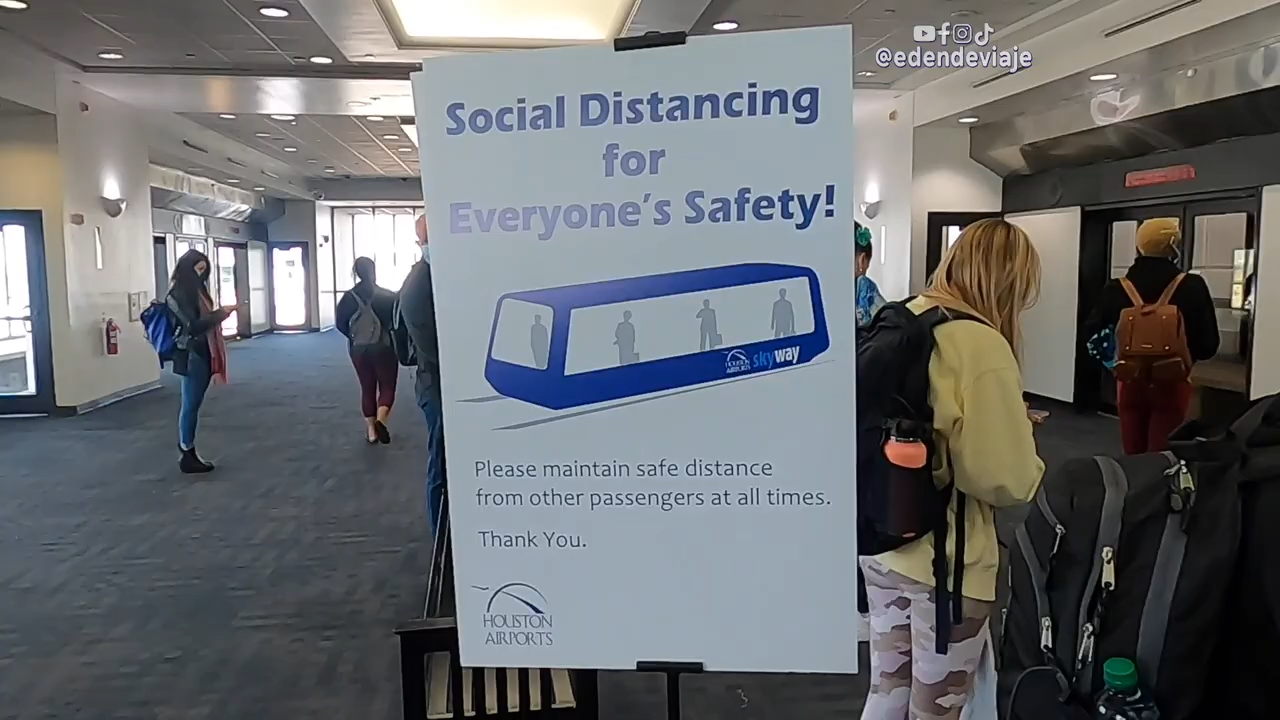 @edendeviaje
Social Distancing
for
Everyone's Safety!
HOUSTON
AIRPORTS
skyway
Please maintain safe distance
from other passengers at all times.
Thank You.
HOUSTON
AIRPORTS